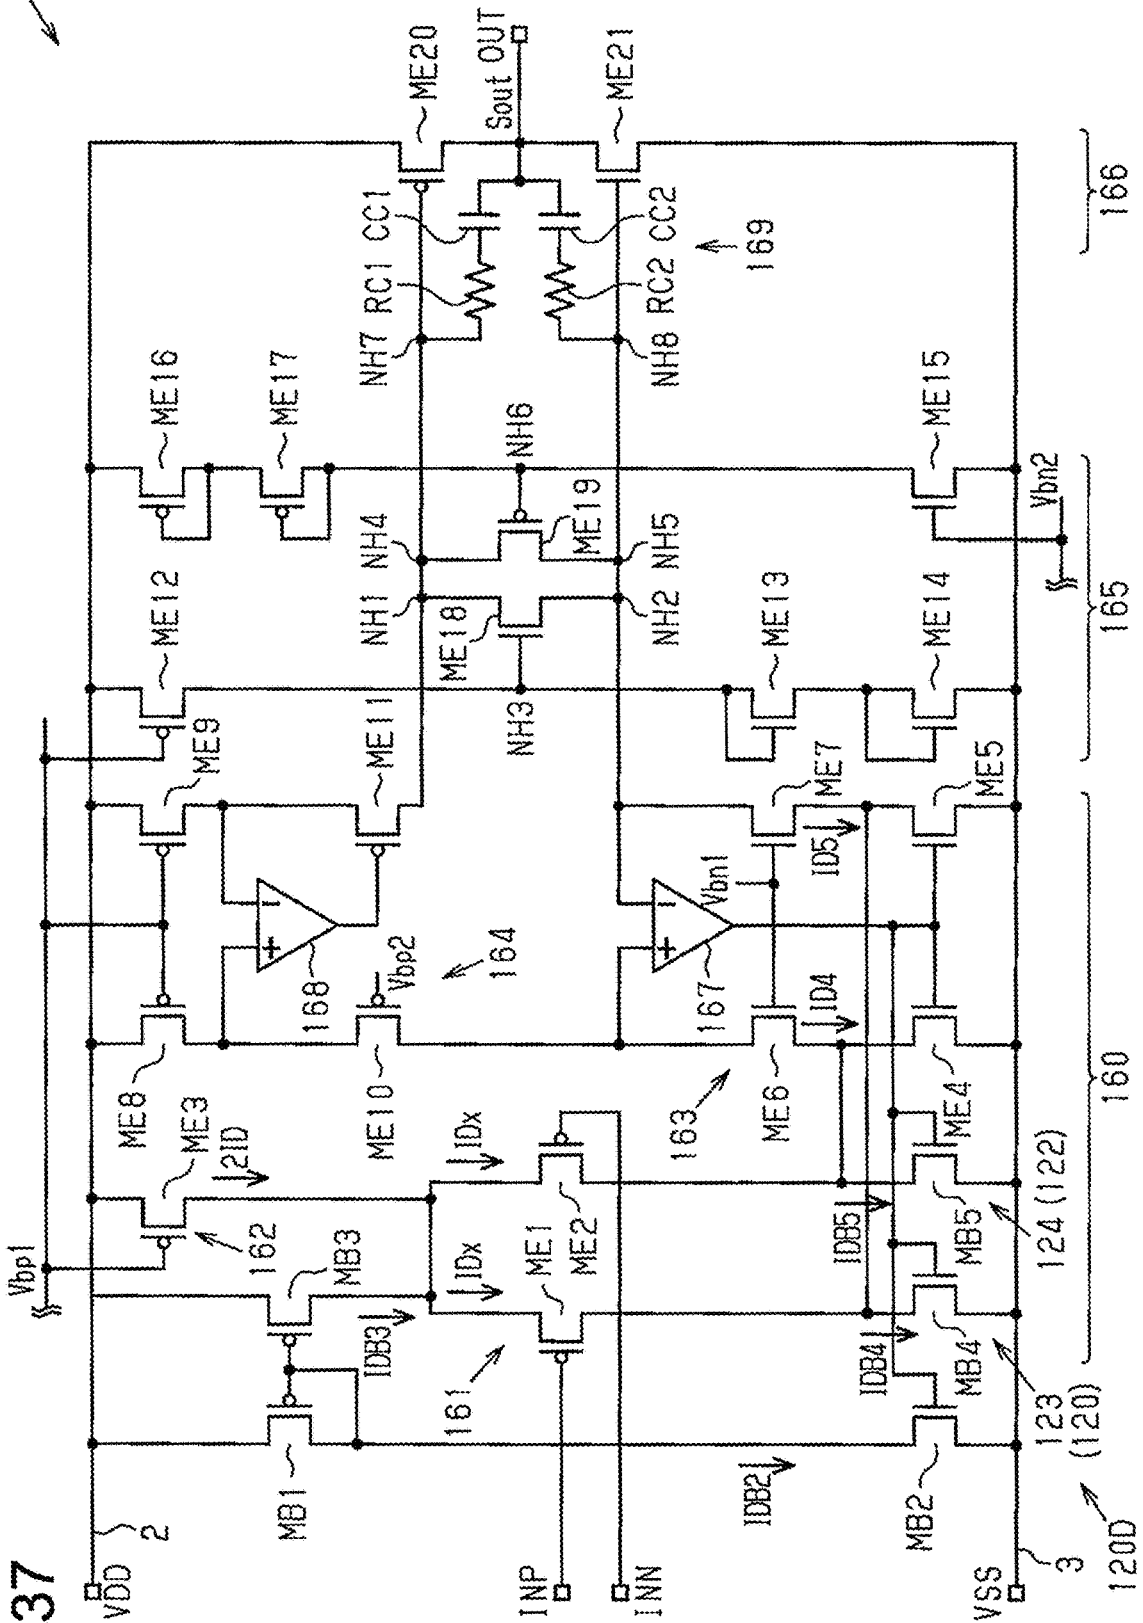 37
VDD
2
Vbp1
MB1
MB3
IDB3
ME3
2ID
162
ME8
ME9
ME12
ME16
ME17
168
ME10
Vbp2
164
ME11
IDx
IDx
161
ME1
ME2
INP
INN
NH1
NH4
NH3
ME18
ME19
NH6
NH2
NH5
NH7
RC1
CC1
NH8
RC2
CC2
169
ME20
Sout
OUT
ME21
163
ME6
167
ID4
Vbn1
ID5
ME7
ME13
ME14
ME15
Vbn2
IDB2
IDB4
IDB5
MB2
MB4
MB5
ME4
ME5
VSS
3
120D
123
(120)
124 (122)
160
165
166